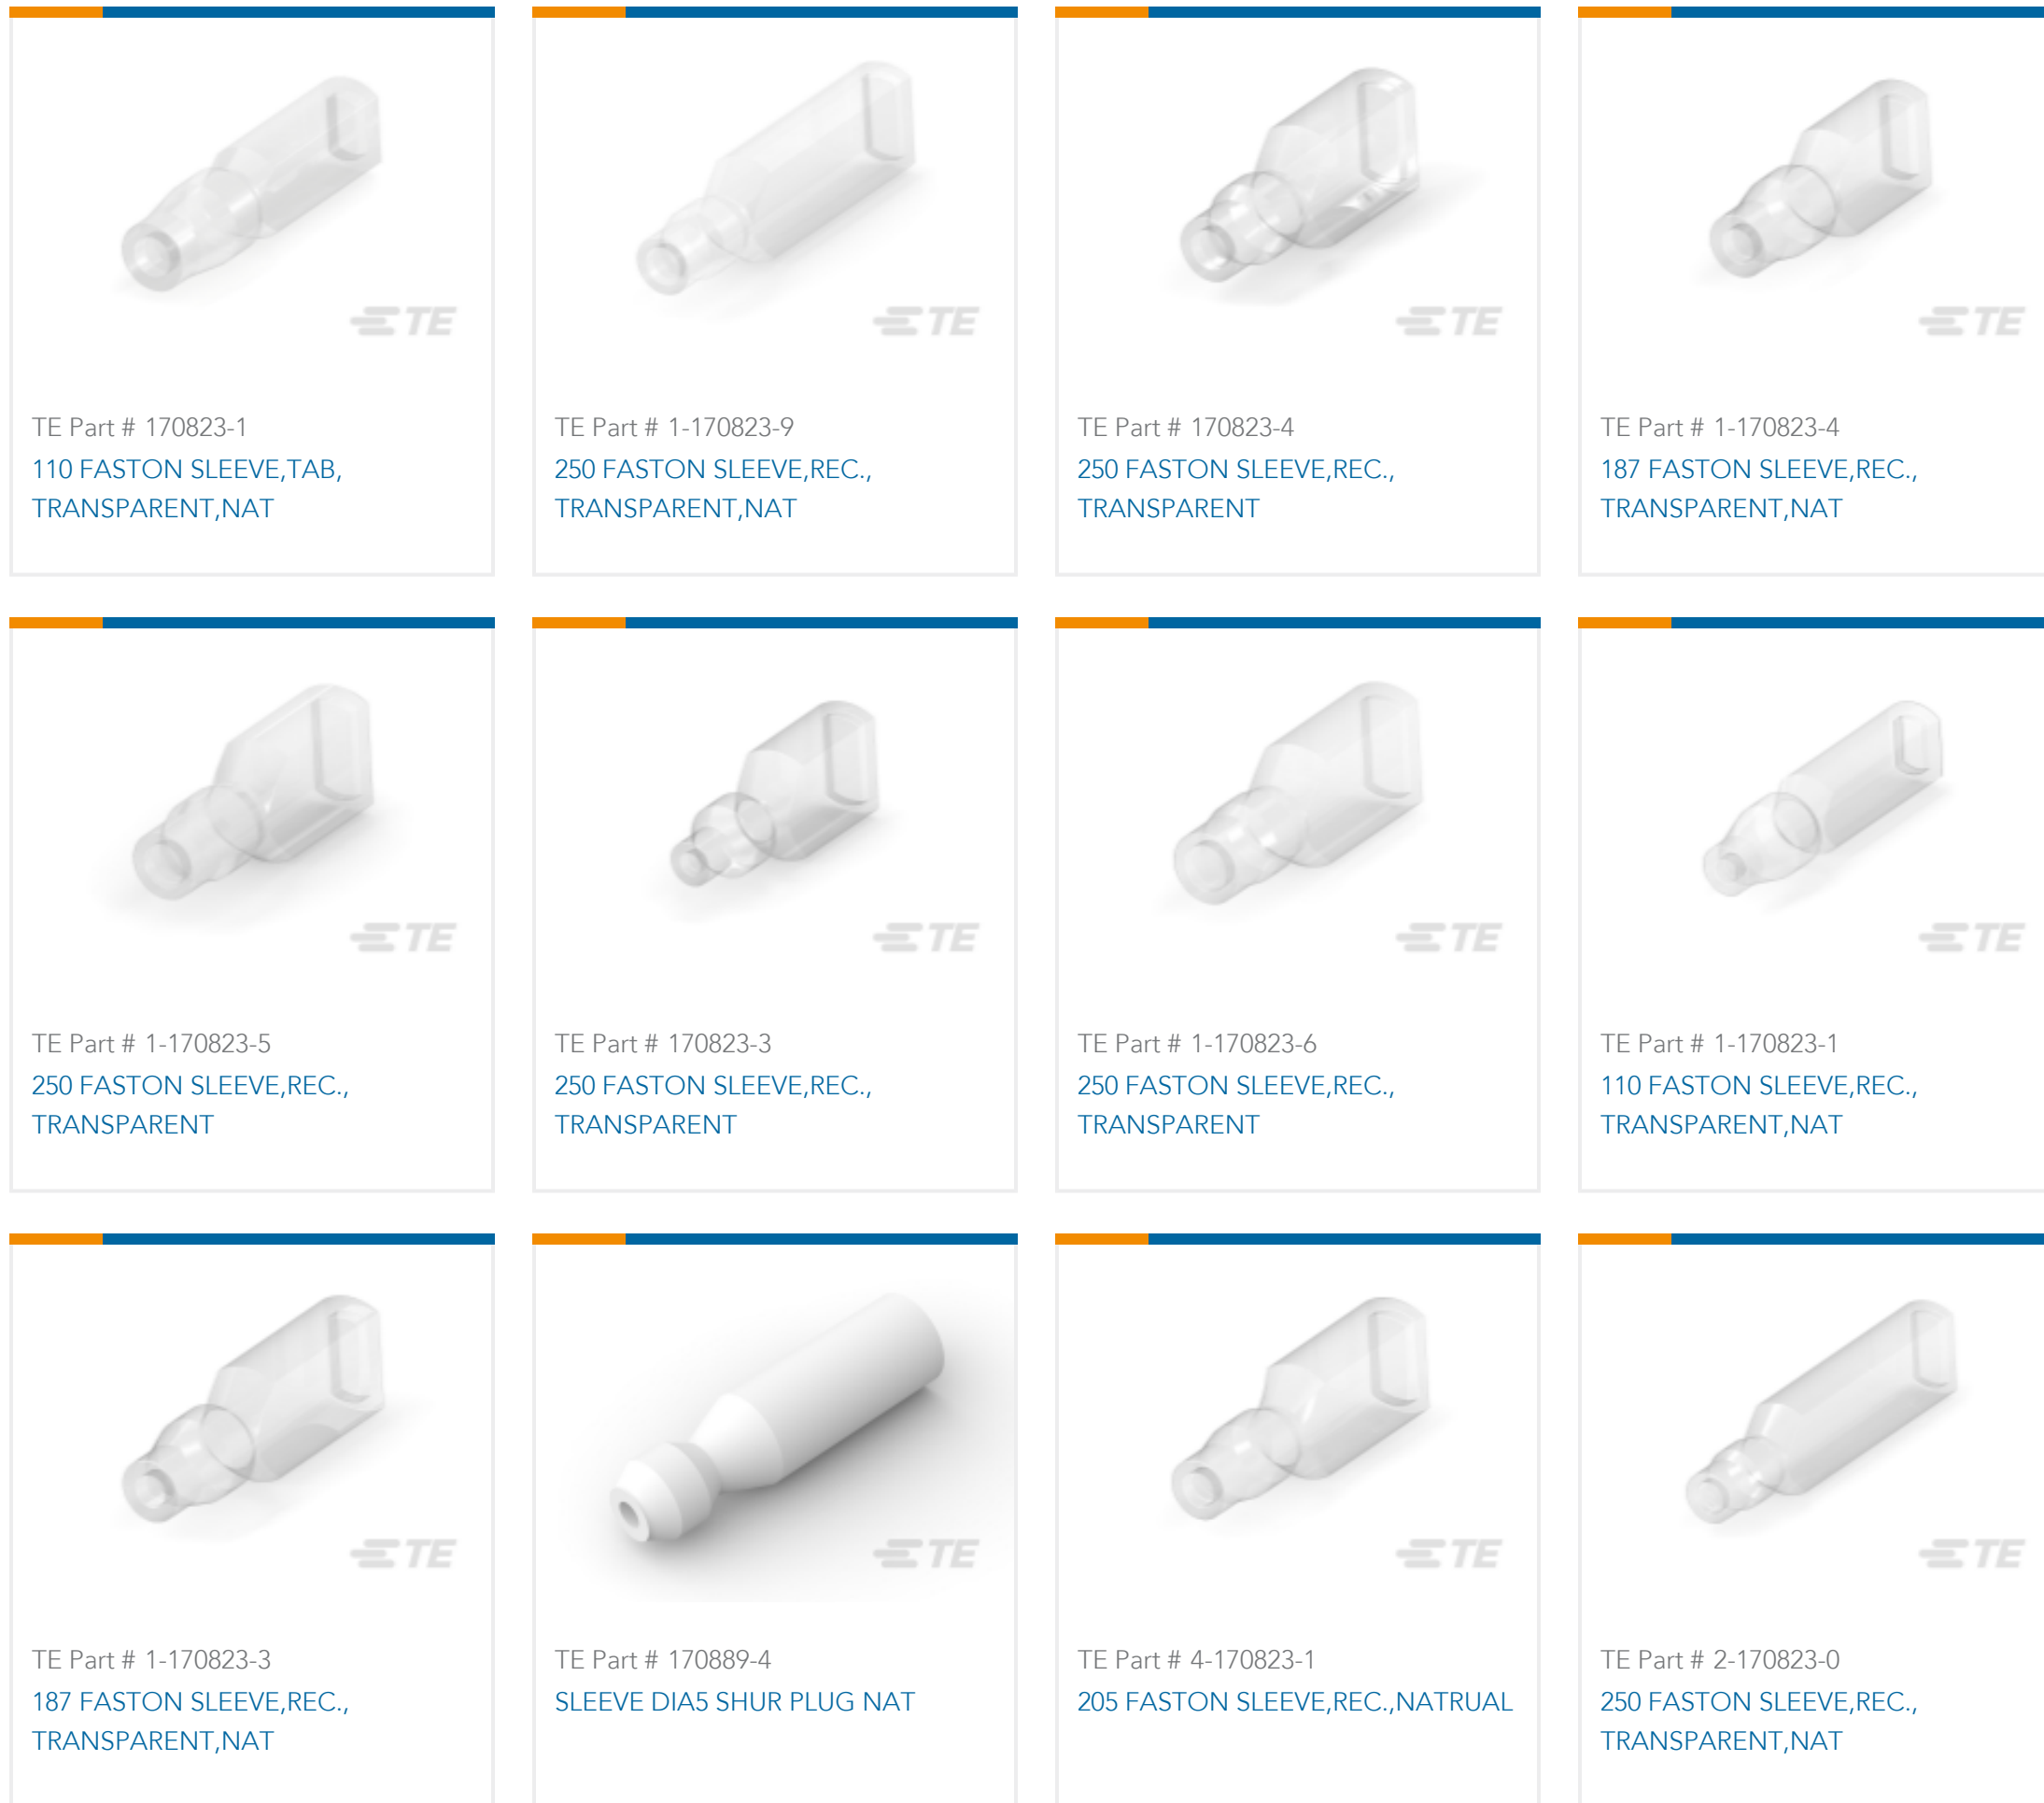 TE
TE
TE
TE
TE Part # 170823-1
110 FASTON SLEEVE,TAB,
TRANSPARENT,NAT
TE Part # 1-170823-9
250 FASTON SLEEVE,REC.,
TRANSPARENT,NAT
TE Part # 170823-4
250 FASTON SLEEVE,REC.,
TRANSPARENT
TE Part # 1-170823-4
187 FASTON SLEEVE,REC.,
TRANSPARENT,NAT
TE
TE
TE
TE
TE Part # 1-170823-5
250 FASTON SLEEVE,REC.,
TRANSPARENT
TE Part # 170823-3
250 FASTON SLEEVE,REC.,
TRANSPARENT
TE Part # 1-170823-6
250 FASTON SLEEVE,REC.,
TRANSPARENT
TE Part # 1-170823-1
110 FASTON SLEEVE,REC.,
TRANSPARENT,NAT
TE
TE
TE
TE
TE Part # 1-170823-3
187 FASTON SLEEVE,REC.,
TRANSPARENT,NAT
TE Part # 170889-4
SLEEVE DIA5 SHUR PLUG NAT
TE Part # 4-170823-1
205 FASTON SLEEVE,REC.,NATRUAL
TE Part # 2-170823-0
250 FASTON SLEEVE,REC.,
TRANSPARENT,NAT